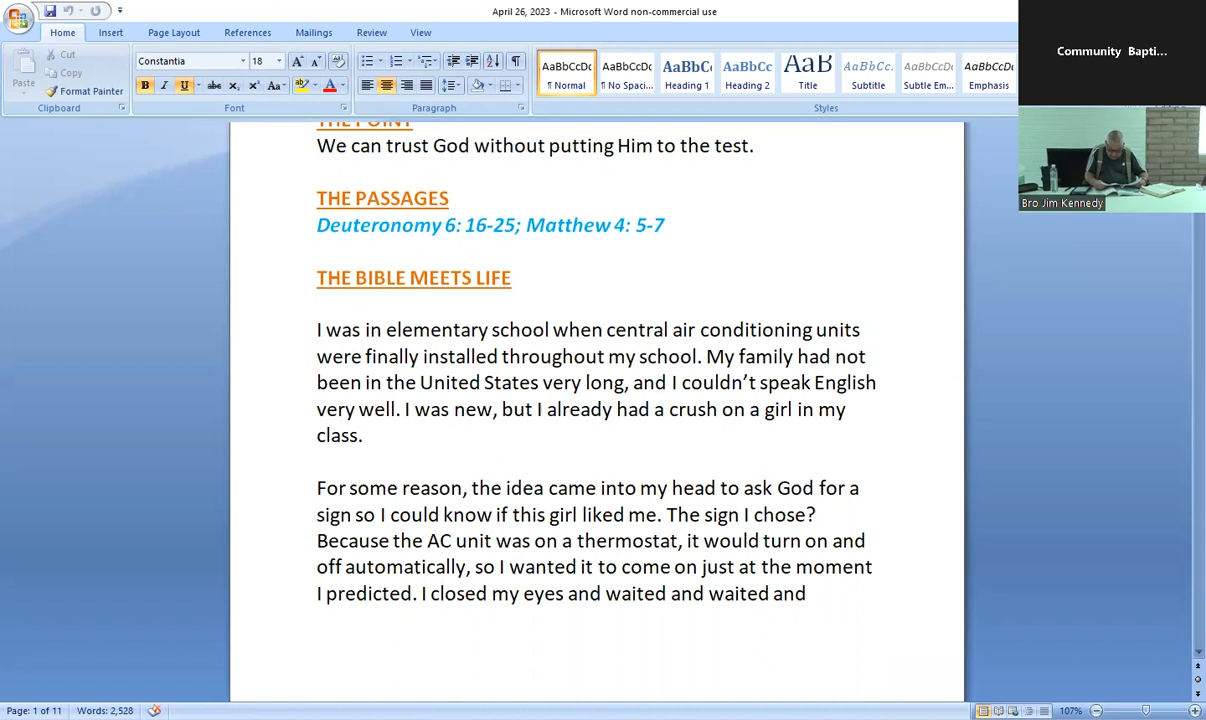 April 26, 2023 - Microsoft Word non-commercial use
Home Insert Page Layout References Mailings Review View
Paste
Cut
Copy
Format Painter
Clipboard
Constantia 18
Font
Paragraph
AaBbCcDc AaBbCcDc AaBbC AaBbCc AaB AaBbCc. AaBbCcDc AaBbCcDc
¶ Normal ¶ No Spaci... Heading 1 Heading 2 Title Subtitle Subtle Em... Emphasis
Styles
Community Bapti...
Bro Jim Kennedy
THE POINT
We can trust God without putting Him to the test.
THE PASSAGES
Deuteronomy 6: 16-25; Matthew 4: 5-7
THE BIBLE MEETS LIFE
I was in elementary school when central air conditioning units
were finally installed throughout my school. My family had not
been in the United States very long, and I couldn’t speak English
very well. I was new, but I already had a crush on a girl in my
class.
For some reason, the idea came into my head to ask God for a
sign so I could know if this girl liked me. The sign I chose?
Because the AC unit was on a thermostat, it would turn on and
off automatically, so I wanted it to come on just at the moment
I predicted. I closed my eyes and waited and waited and
Page: 1 of 11 Words: 2,528 107%